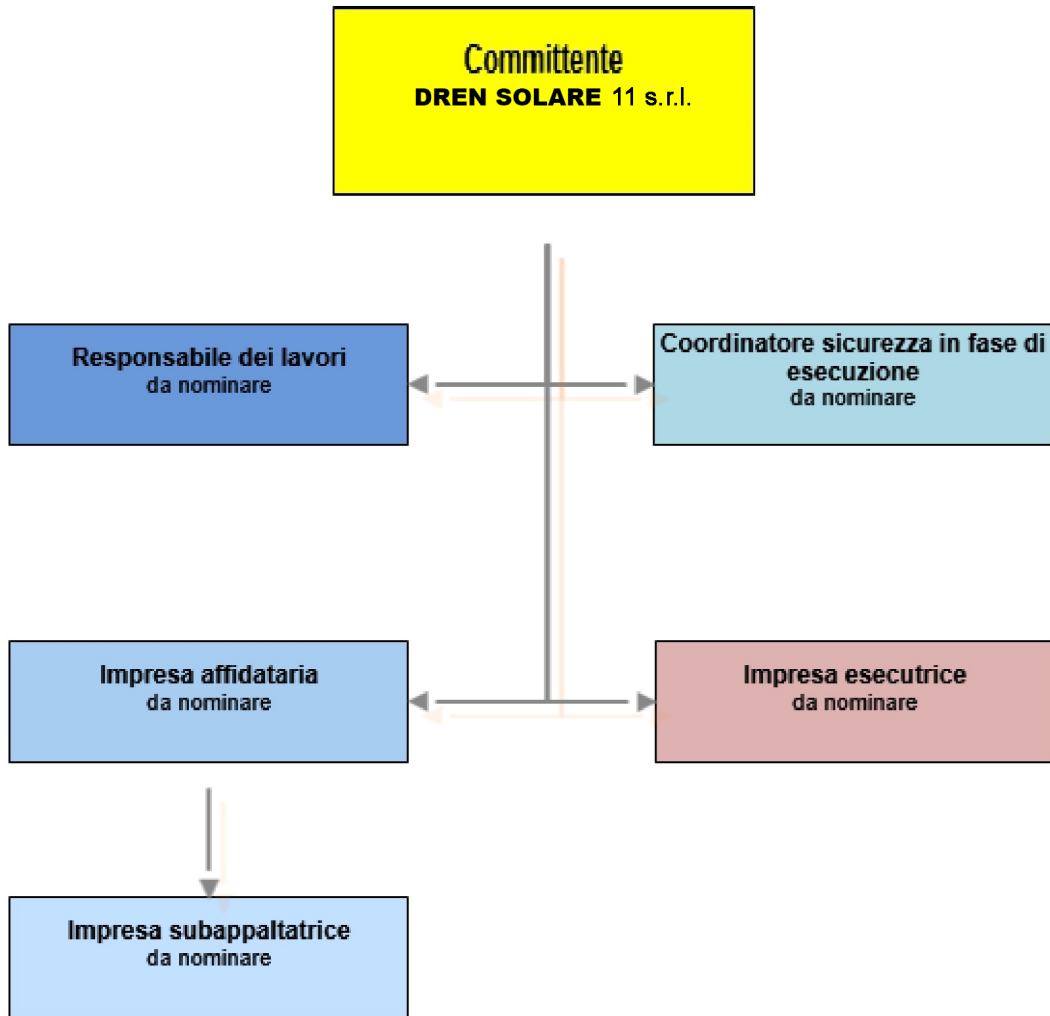 Committente
DREN SOLARE 11 s.r.l.
Responsabile dei lavori
da nominare
Coordinatore sicurezza in fase di
esecuzione
da nominare
Impresa affidataria
da nominare
Impresa esecutrice
da nominare
Impresa subappaltatrice
da nominare